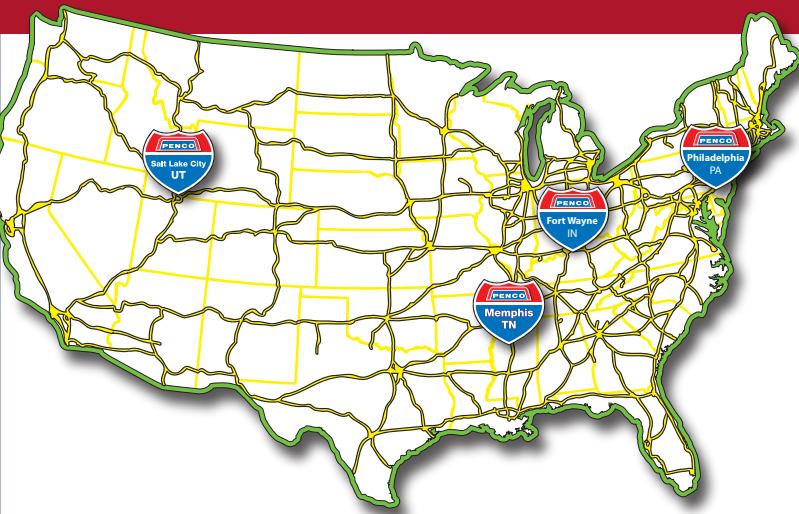 PENCO
Salt Lake City
UT
PENCO
Philadelphia
PA
PENCO
Fort Wayne
IN
PENCO
Memphis
TN